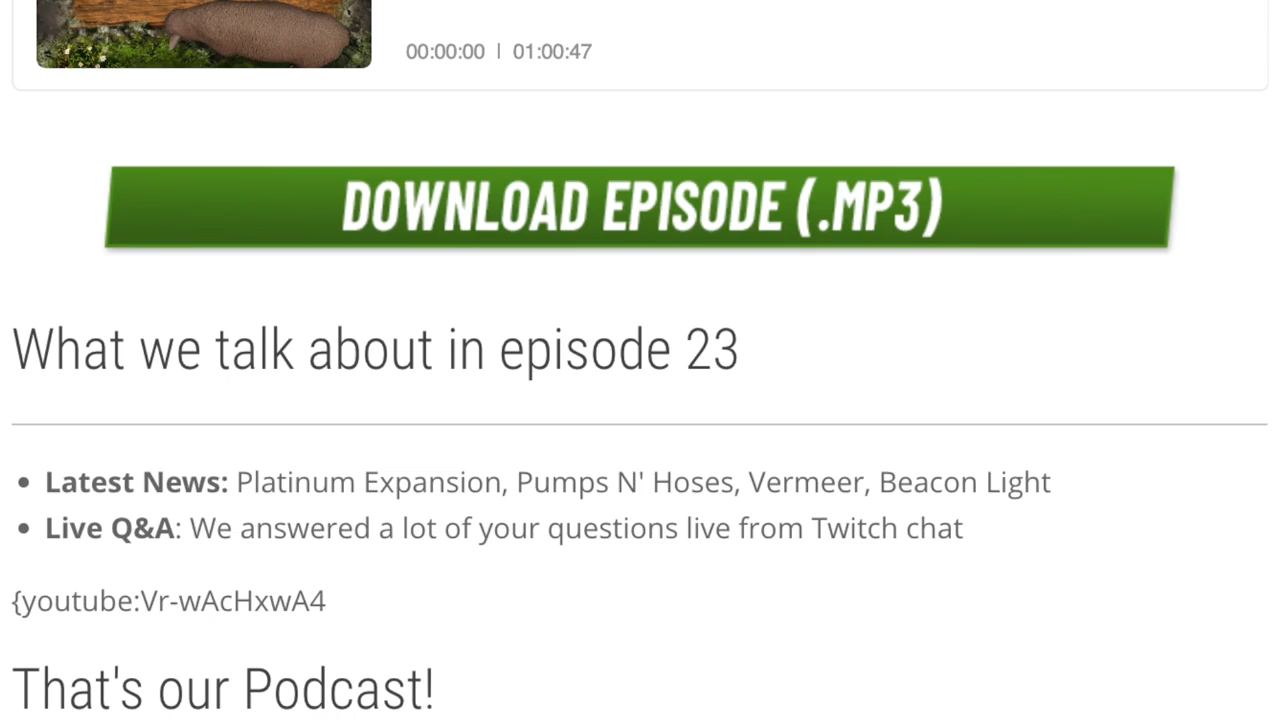 00:00:00 | 01:00:47
DOWNLOAD EPISODE (.MP3)
What we talk about in episode 23
• Latest News: Platinum Expansion, Pumps N' Hoses, Vermeer, Beacon Light
• Live Q&A: We answered a lot of your questions live from Twitch chat
{youtube:Vr-wAcHxwA4
That's our Podcast!